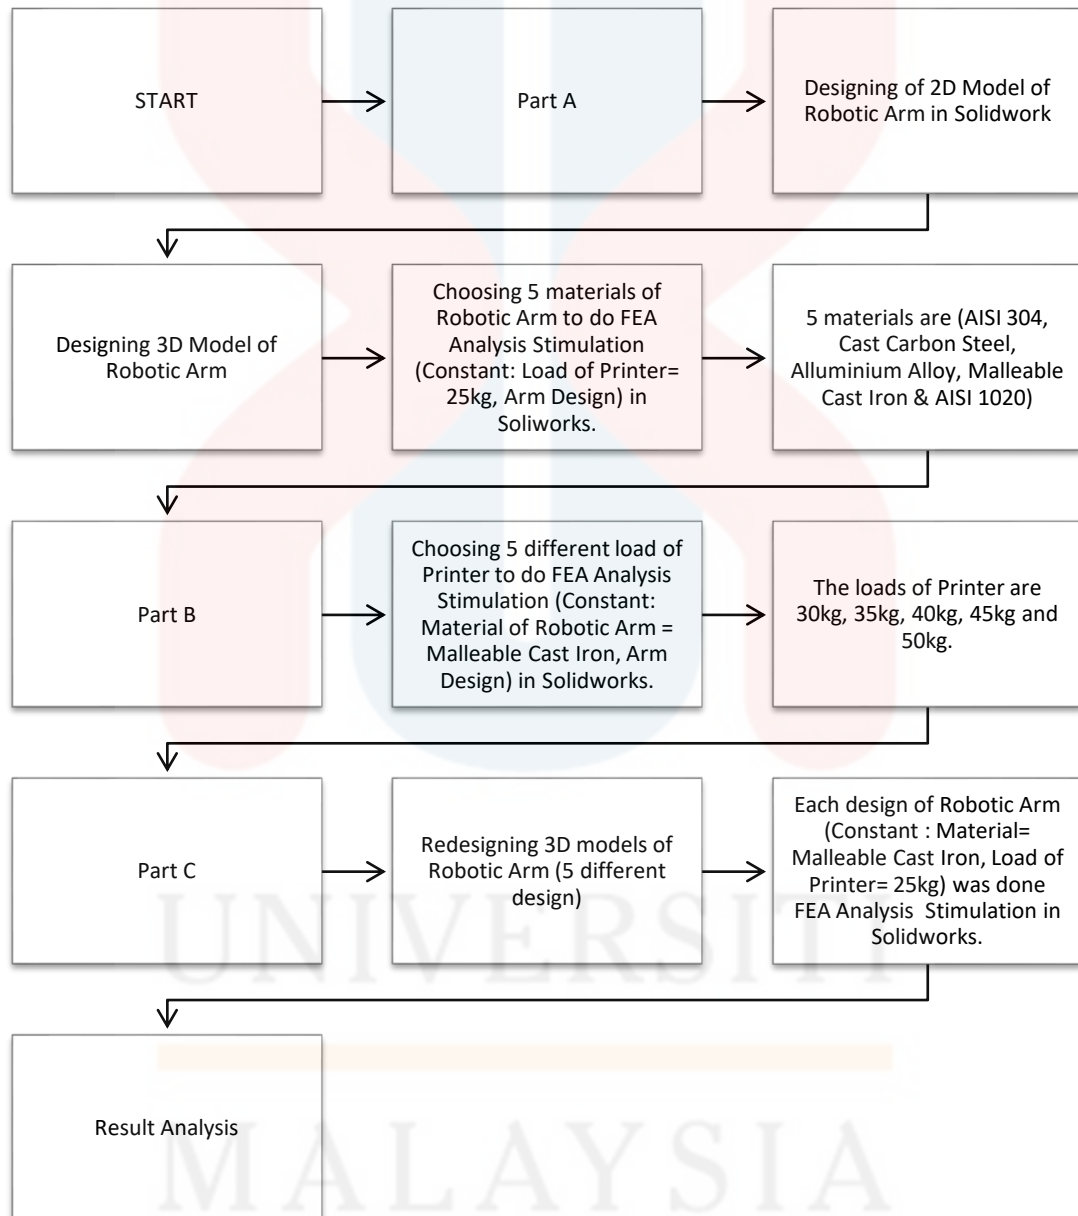 START
Part A
Designing of 2D Model of
Robotic Arm in Solidwork
Designing 3D Model of
Robotic Arm
Choosing 5 materials of
Robotic Arm to do FEA
Analysis Stimulation
(Constant: Load of Printer=
25kg, Arm Design) in
Soliworks.
5 materials are (AISI 304,
Cast Carbon Steel,
Alluminium Alloy, Malleable
Cast Iron & AISI 1020)
Part B
Choosing 5 different load of
Printer to do FEA Analysis
Stimulation (Constant:
Material of Robotic Arm =
Malleable Cast Iron, Arm
Design) in Solidworks.
The loads of Printer are
30kg, 35kg, 40kg, 45kg and
50kg.
Part C
Redesigning 3D models of
Robotic Arm (5 different
design)
Each design of Robotic Arm
(Constant : Material=
Malleable Cast Iron, Load of
Printer= 25kg) was done
FEA Analysis Stimulation in
Solidworks.
UNIVERSITI
Result Analysis
MALAYSIA